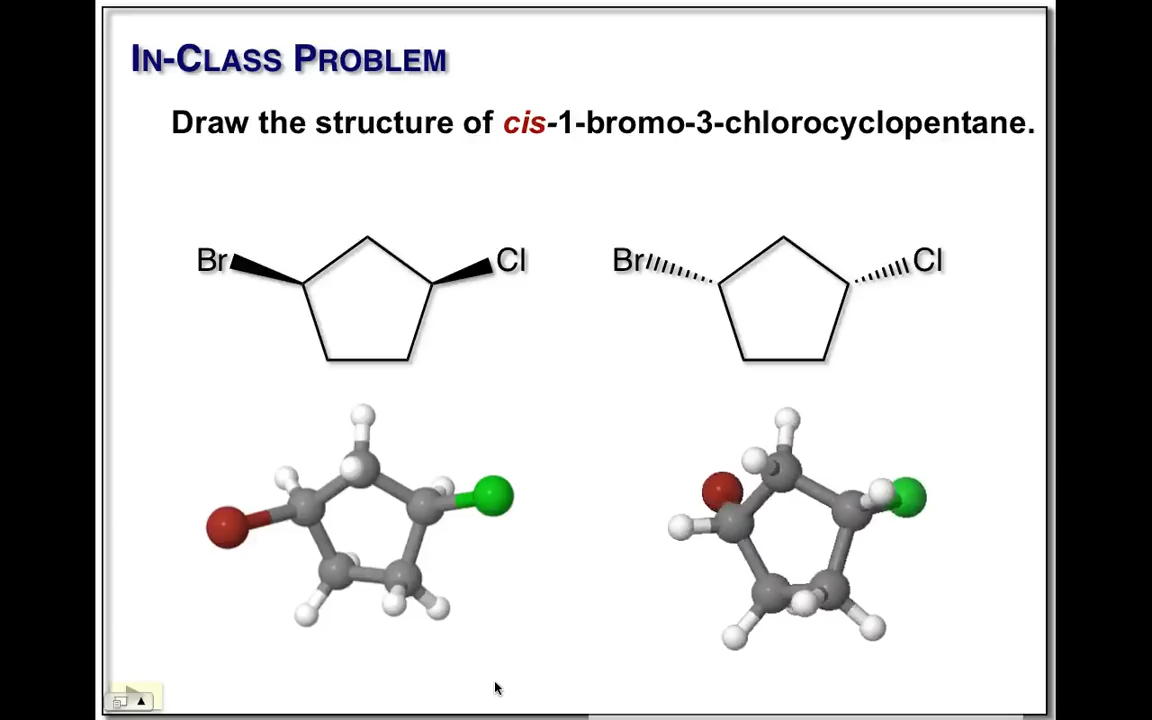 IN-CLASS PROBLEM
Draw the structure of cis-1-bromo-3-chlorocyclopentane.
Br Cl Br Cl